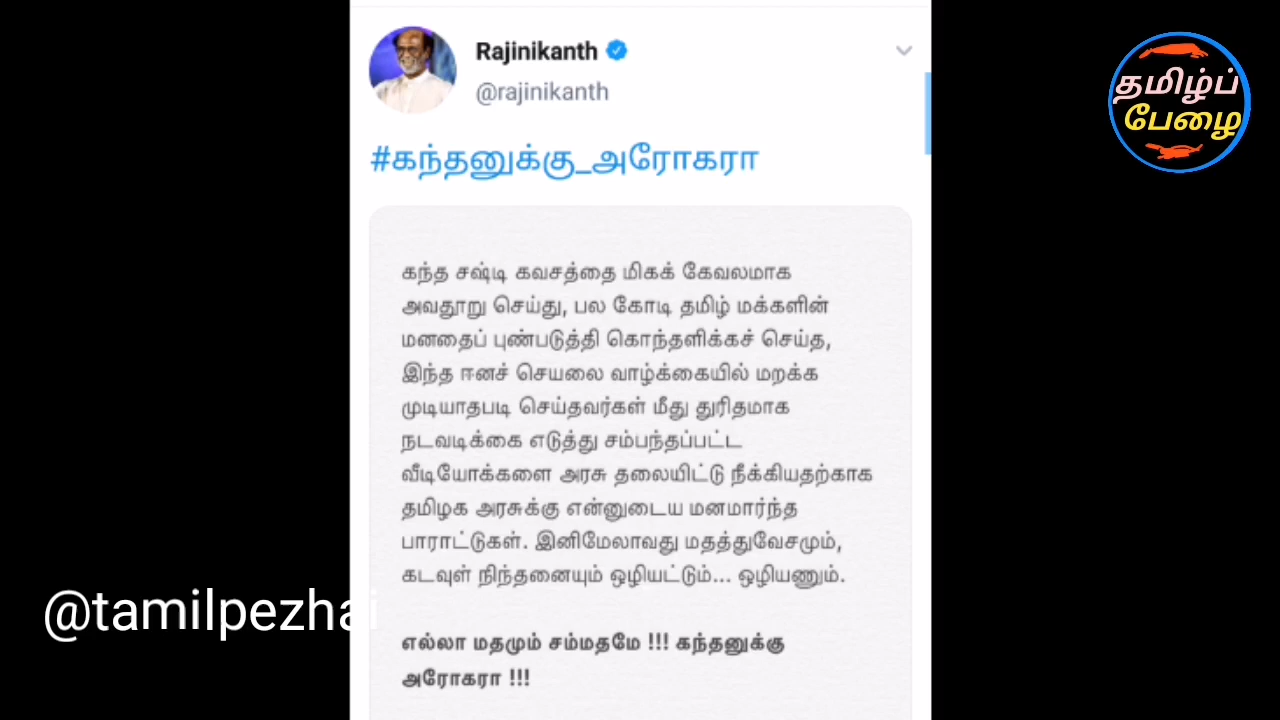 Rajinikanth
@rajinikanth
#கந்தனுக்கு_அரோகரா
கந்த சஷ்டி கவசத்தை மிகக் கேவலமாக
அவதூறு செய்து, பல கோடி தமிழ் மக்களின்
மனதைப் புண்படுத்தி கொந்தளிக்கச் செய்த,
இந்த ஈனச் செயலை வாழ்க்கையில் மறக்க
முடியாதபடி செய்தவர்கள் மீது துரிதமாக
நடவடிக்கை எடுத்து சம்பந்தப்பட்ட
வீடியோக்களை அரசு தலையிட்டு நீக்கியதற்காக
தமிழக அரசுக்கு என்னுடைய மனமார்ந்த
பாராட்டுகள். இனிமேலாவது மதத்துவேசமும்,
கடவுள் நிந்தனையும் ஒழியட்டும்... ஒழியணும்.
எல்லா மதமும் சம்மதமே !!! கந்தனுக்கு
அரோகரா !!!
தமிழ்ப்
பேழை
@tamilpezhai